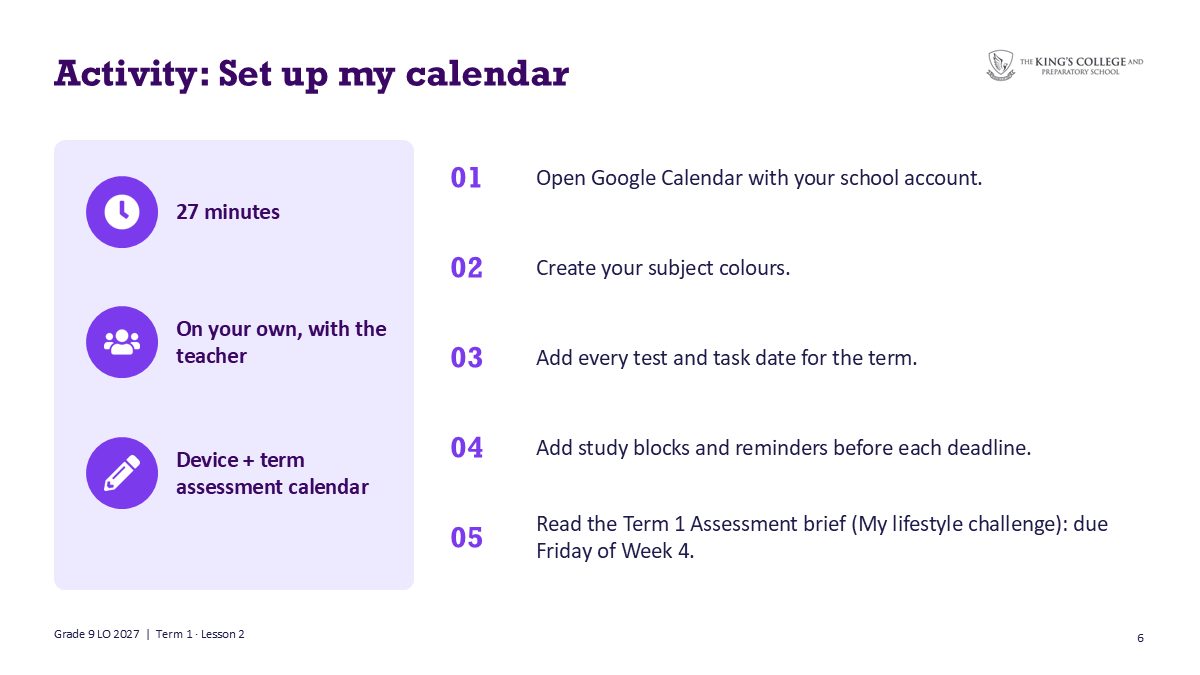 Activity: Set up my calendar
THE KING'S COLLEGE AND
PREPARATORY SCHOOL
27 minutes
On your own, with the
teacher
Device + term
assessment calendar
01
Open Google Calendar with your school account.
02
Create your subject colours.
03
Add every test and task date for the term.
04
Add study blocks and reminders before each deadline.
05
Read the Term 1 Assessment brief (My lifestyle challenge): due
Friday of Week 4.
Grade 9 LO 2027 | Term 1 · Lesson 2
6